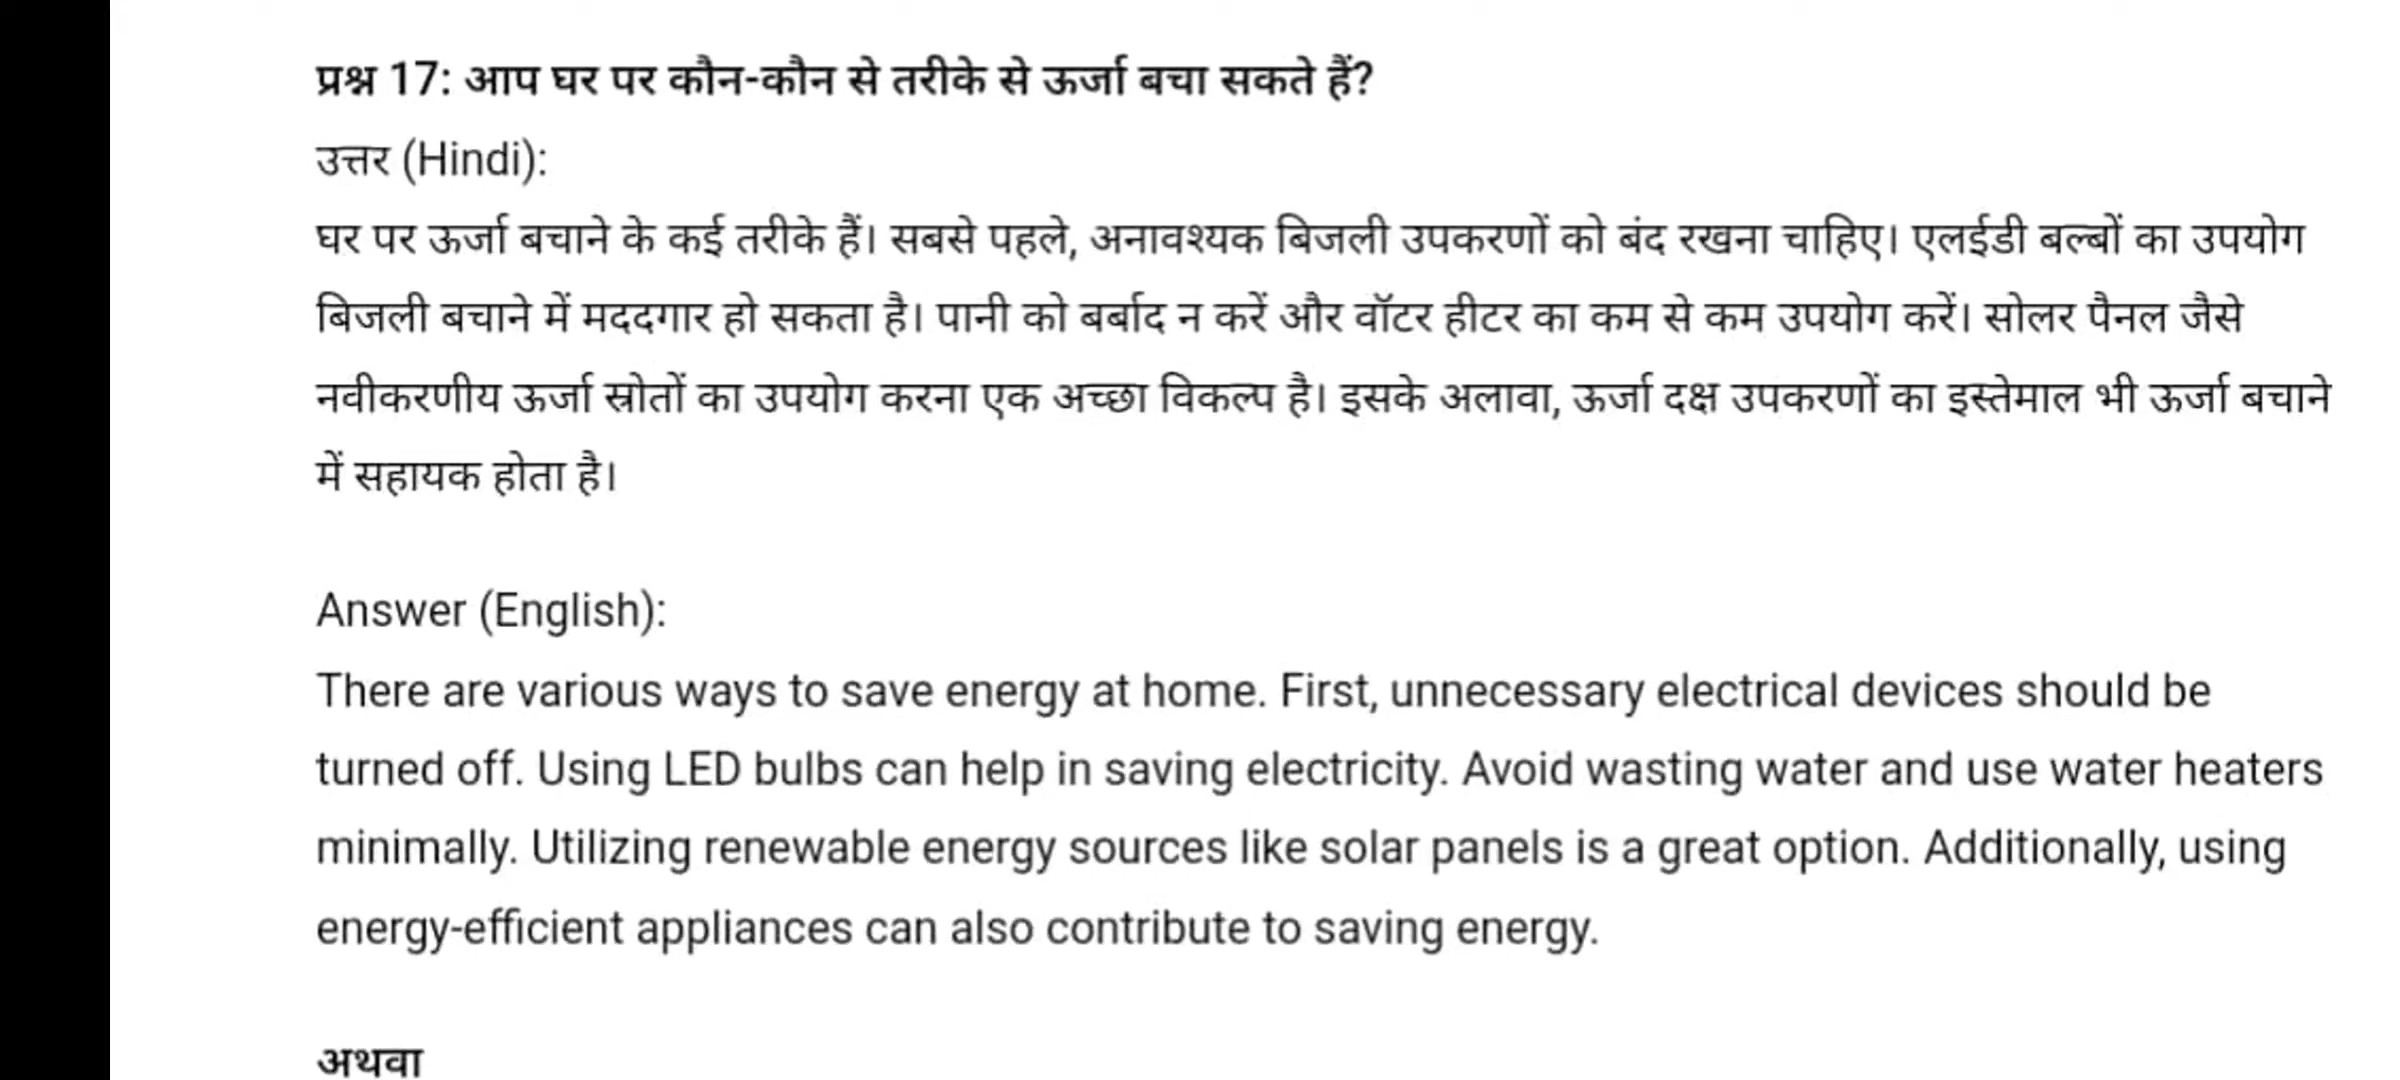 प्रश्न 17: आप घर पर कौन-कौन से तरीके से ऊर्जा बचा सकते हैं?
उत्तर (Hindi):
घर पर ऊर्जा बचाने के कई तरीके हैं। सबसे पहले, अनावश्यक बिजली उपकरणों को बंद रखना चाहिए। एलईडी बल्बों का उपयोग
बिजली बचाने में मददगार हो सकता है। पानी को बर्बाद न करें और वॉटर हीटर का कम से कम उपयोग करें। सोलर पैनल जैसे
नवीकरणीय ऊर्जा स्रोतों का उपयोग करना एक अच्छा विकल्प है। इसके अलावा, ऊर्जा दक्ष उपकरणों का इस्तेमाल भी ऊर्जा बचाने
में सहायक होता है।
Answer (English):
There are various ways to save energy at home. First, unnecessary electrical devices should be
turned off. Using LED bulbs can help in saving electricity. Avoid wasting water and use water heaters
minimally. Utilizing renewable energy sources like solar panels is a great option. Additionally, using
energy-efficient appliances can also contribute to saving energy.
अथवा